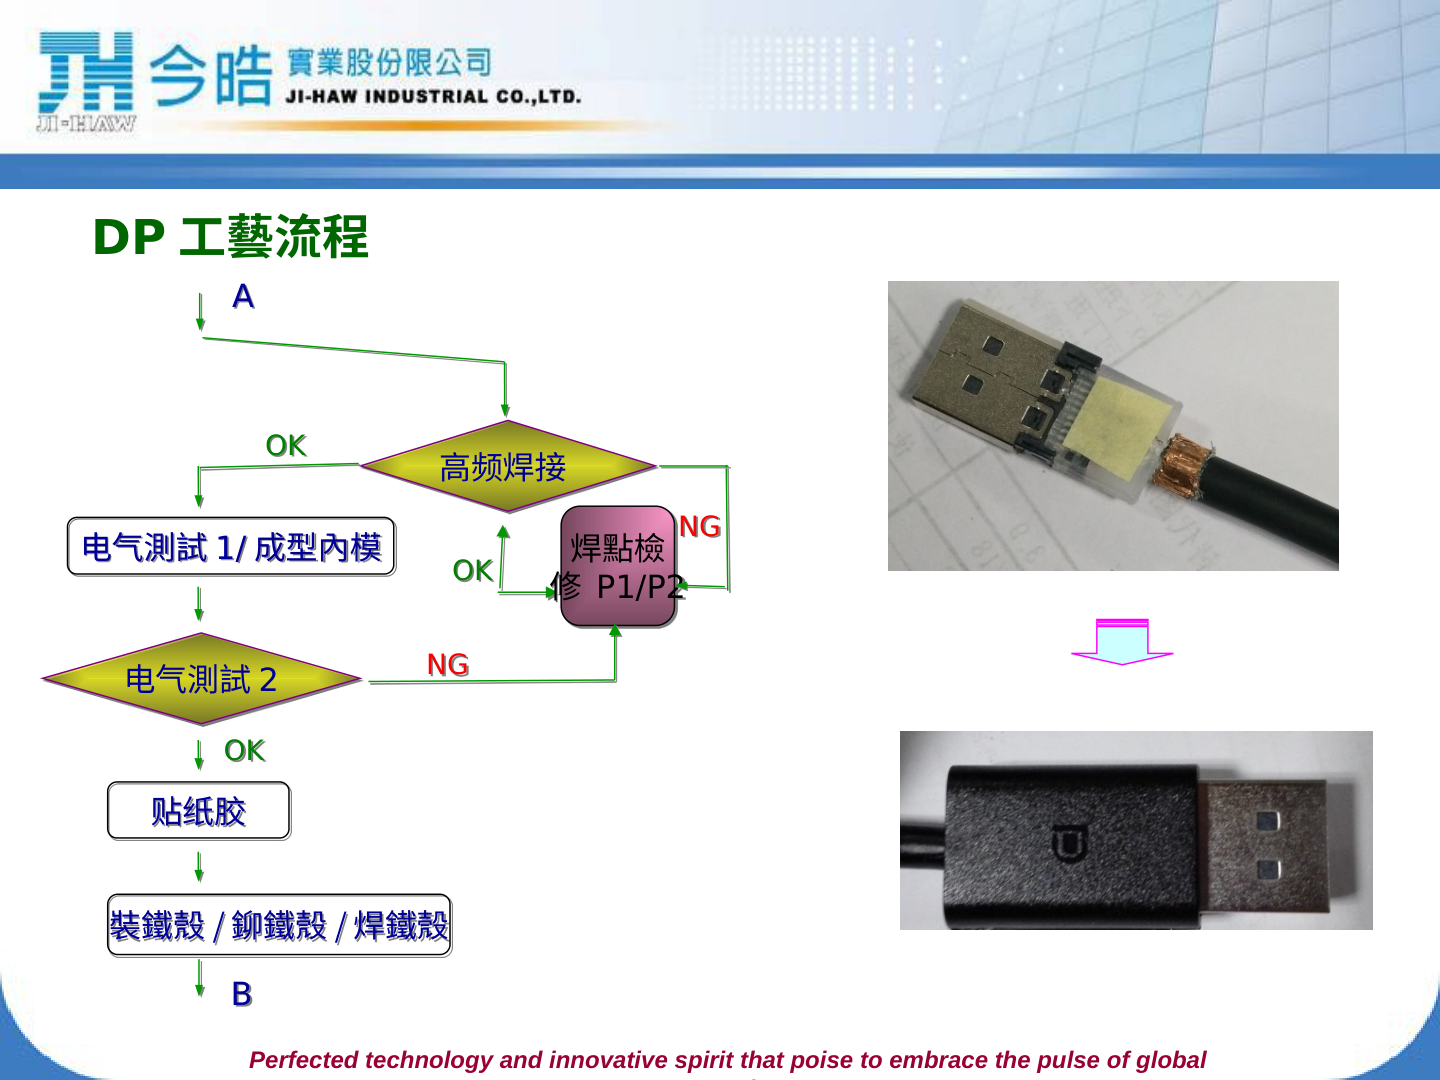 今皓 實業股份限公司
JI-HAW INDUSTRIAL CO.,LTD.
JI-HAW
DP 工藝流程
A
OK
高频焊接
NG
电气測試 1/ 成型內模
焊點檢
修 P1/P2
OK
电气測試 2
NG
OK
贴纸胶
裝鐵殼 / 鉚鐵殼 / 焊鐵殼
B
Perfected technology and innovative spirit that poise to embrace the pulse of global